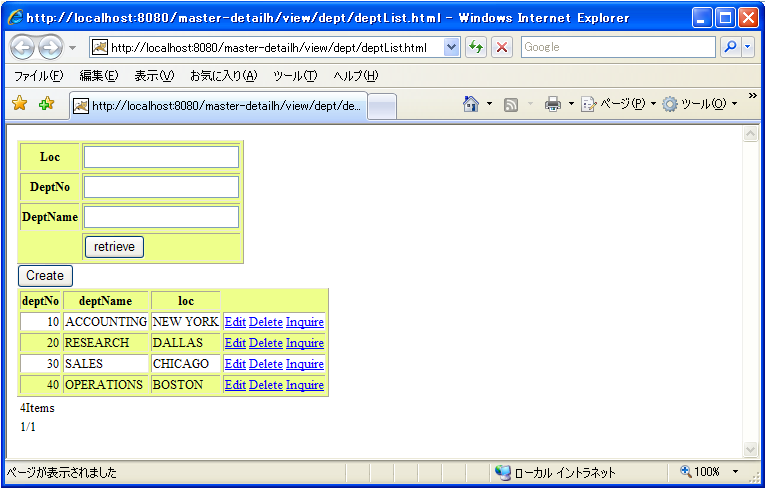 http://localhost:8080/master-detailh/view/dept/deptList.html - Windows Internet Explorer
http://localhost:8080/master-detailh/view/dept/deptList.html
Google
ファイル(F) 編集(E) 表示(V) お気に入り(A) ツール(T) ヘルプ(H)
http://localhost:8080/master-detailh/view/dept/de...
ページ(P) ツール(O) »
Loc
DeptNo
DeptName
retrieve
Create
deptNo deptName loc
10 ACCOUNTING NEW YORK Edit Delete Inquire
20 RESEARCH DALLAS Edit Delete Inquire
30 SALES CHICAGO Edit Delete Inquire
40 OPERATIONS BOSTON Edit Delete Inquire
4Items
1/1
ページが表示されました ローカル イントラネット 100%